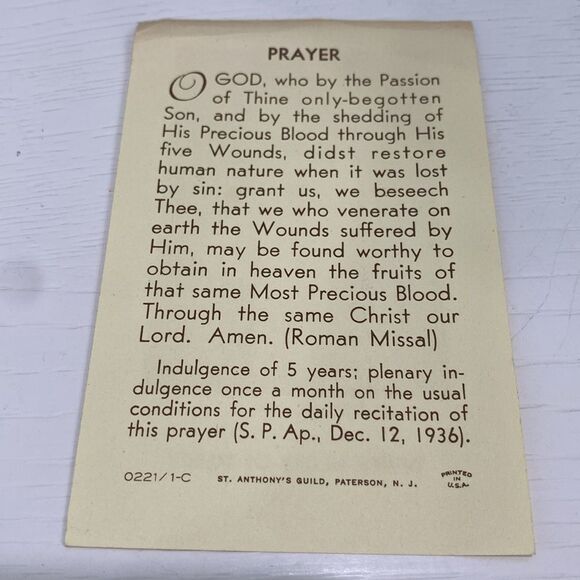 PRAYER
O GOD, who by the Passion
of Thine only-begotten
Son, and by the shedding of
His Precious Blood through His
five Wounds, didst restore
human nature when it was lost
by sin: grant us, we beseech
Thee, that we who venerate on
earth the Wounds suffered by
Him, may be found worthy to
obtain in heaven the fruits of
that same Most Precious Blood.
Through the same Christ our
Lord. Amen. (Roman Missal)
Indulgence of 5 years; plenary in-
dulgence once a month on the usual
conditions for the daily recitation of
this prayer (S. P. Ap., Dec. 12, 1936).
0221/1-C ST. ANTHONY'S GUILD, PATERSON, N. J.
PRINTED
IN
U.S.A.